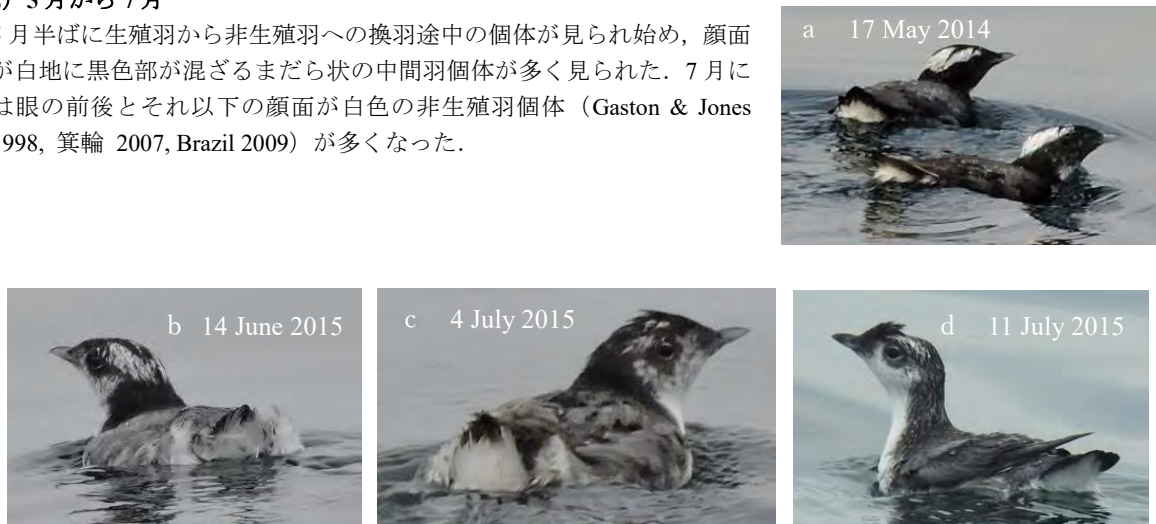 月から 7 月
月半ばに生殖羽から非生殖羽への換羽途中の個体が見られ始め，顔面
が白地に黒色部が混ざるまだら状の中間羽個体が多く見られた．7 月に
は眼の前後とそれ以下の顔面が白色の非生殖羽個体（Gaston & Jones
998, 箕輪 2007, Brazil 2009）が多くなった．
a 17 May 2014
b 14 June 2015
c 4 July 2015
d 11 July 2015